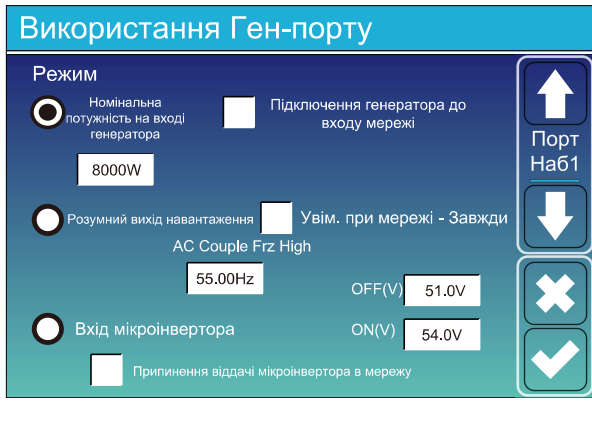 Використання Ген-порту
Режим
Номінальна
потужність на вході
генератора
Підключення генератора до
входу мережі
8000W
Розумний вихід навантаження
Увім. при мережі - Завжди
AC Couple Frz High
55.00Hz
OFF(V)
51.0V
ON(V)
54.0V
Вхід мікроінвертора
Припинення віддачі мікроінвертора в мережу
Порт
Наб1